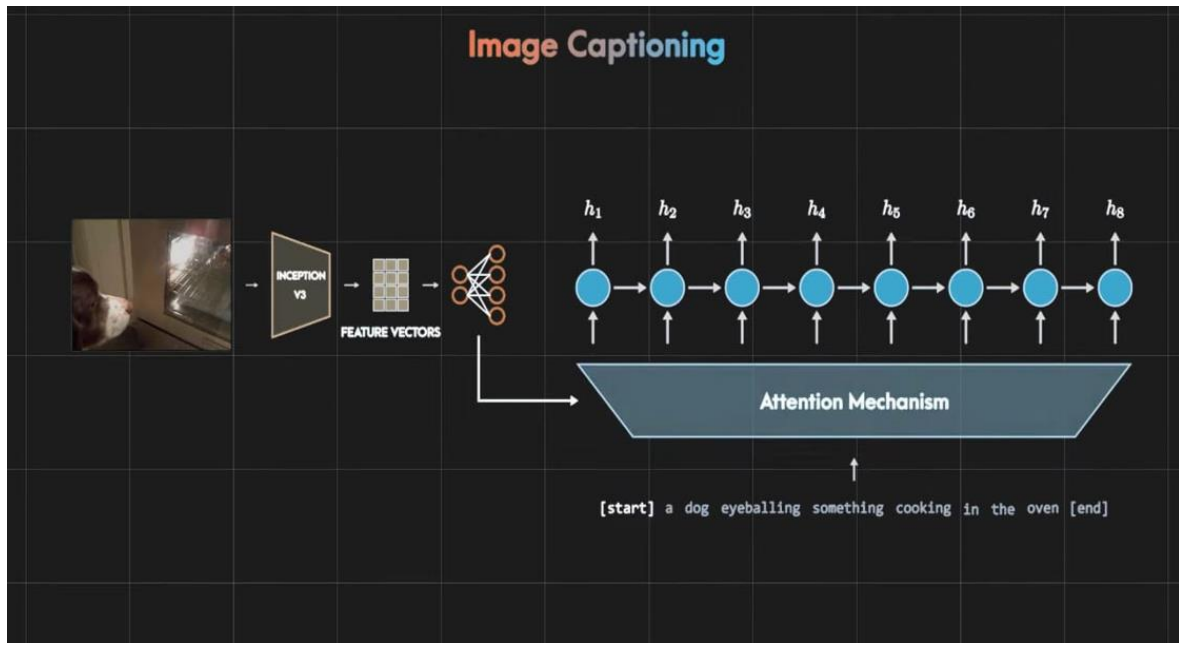 Image Captioning
h1 h2 h3 h4 h5 h6 h7 h8
INCEPTION
V3
FEATURE VECTORS
Attention Mechanism
[start] a dog eyeballing something cooking in the oven [end]